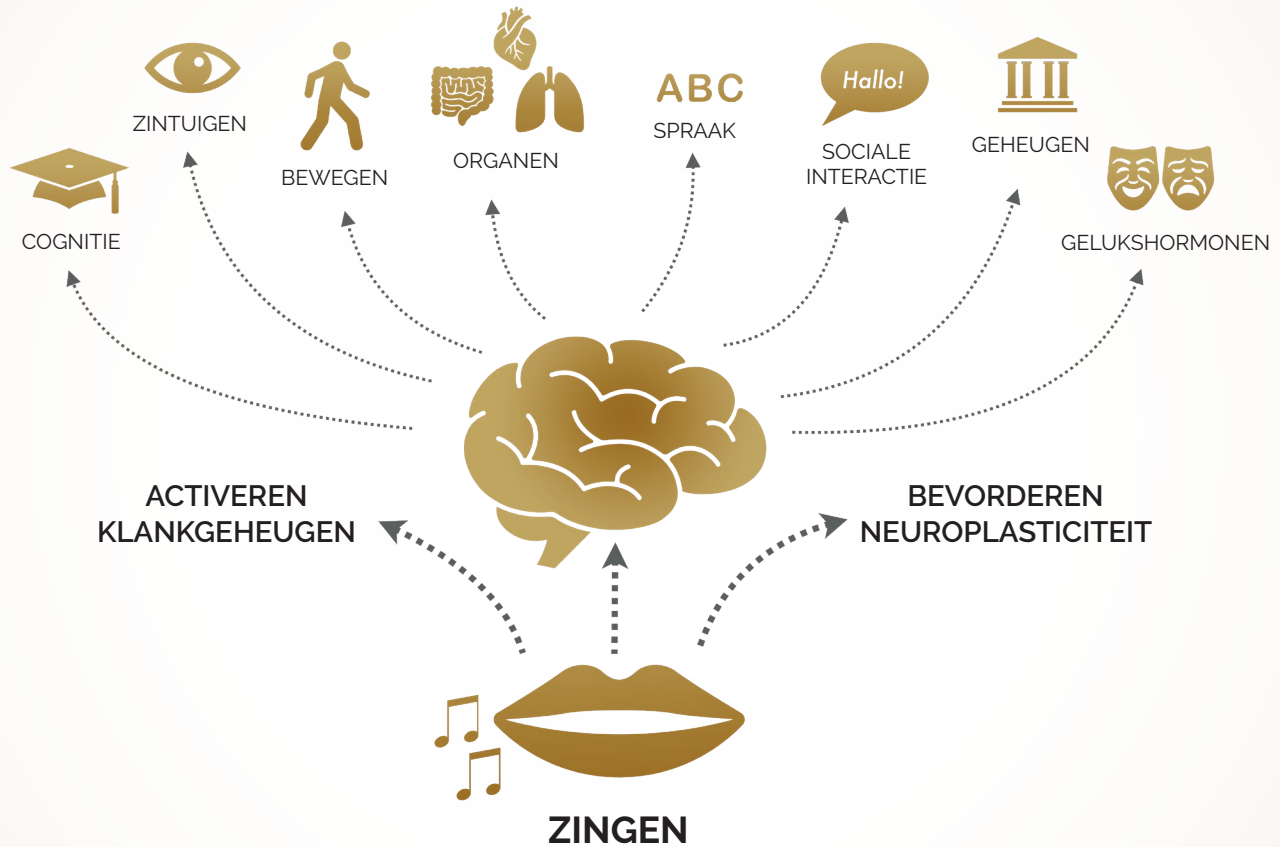 Hallo!
ABC
ZINTUIGEN
BEWEGEN
ORGANEN
SPRAAK
SOCIALE
INTERACTIE
GEHEUGEN
COGNITIE
GELUKSHORMONEN
ACTIVEREN
KLANKGEHEUGEN
BEVORDEREN
NEUROPLASTICITEIT
ZINGEN